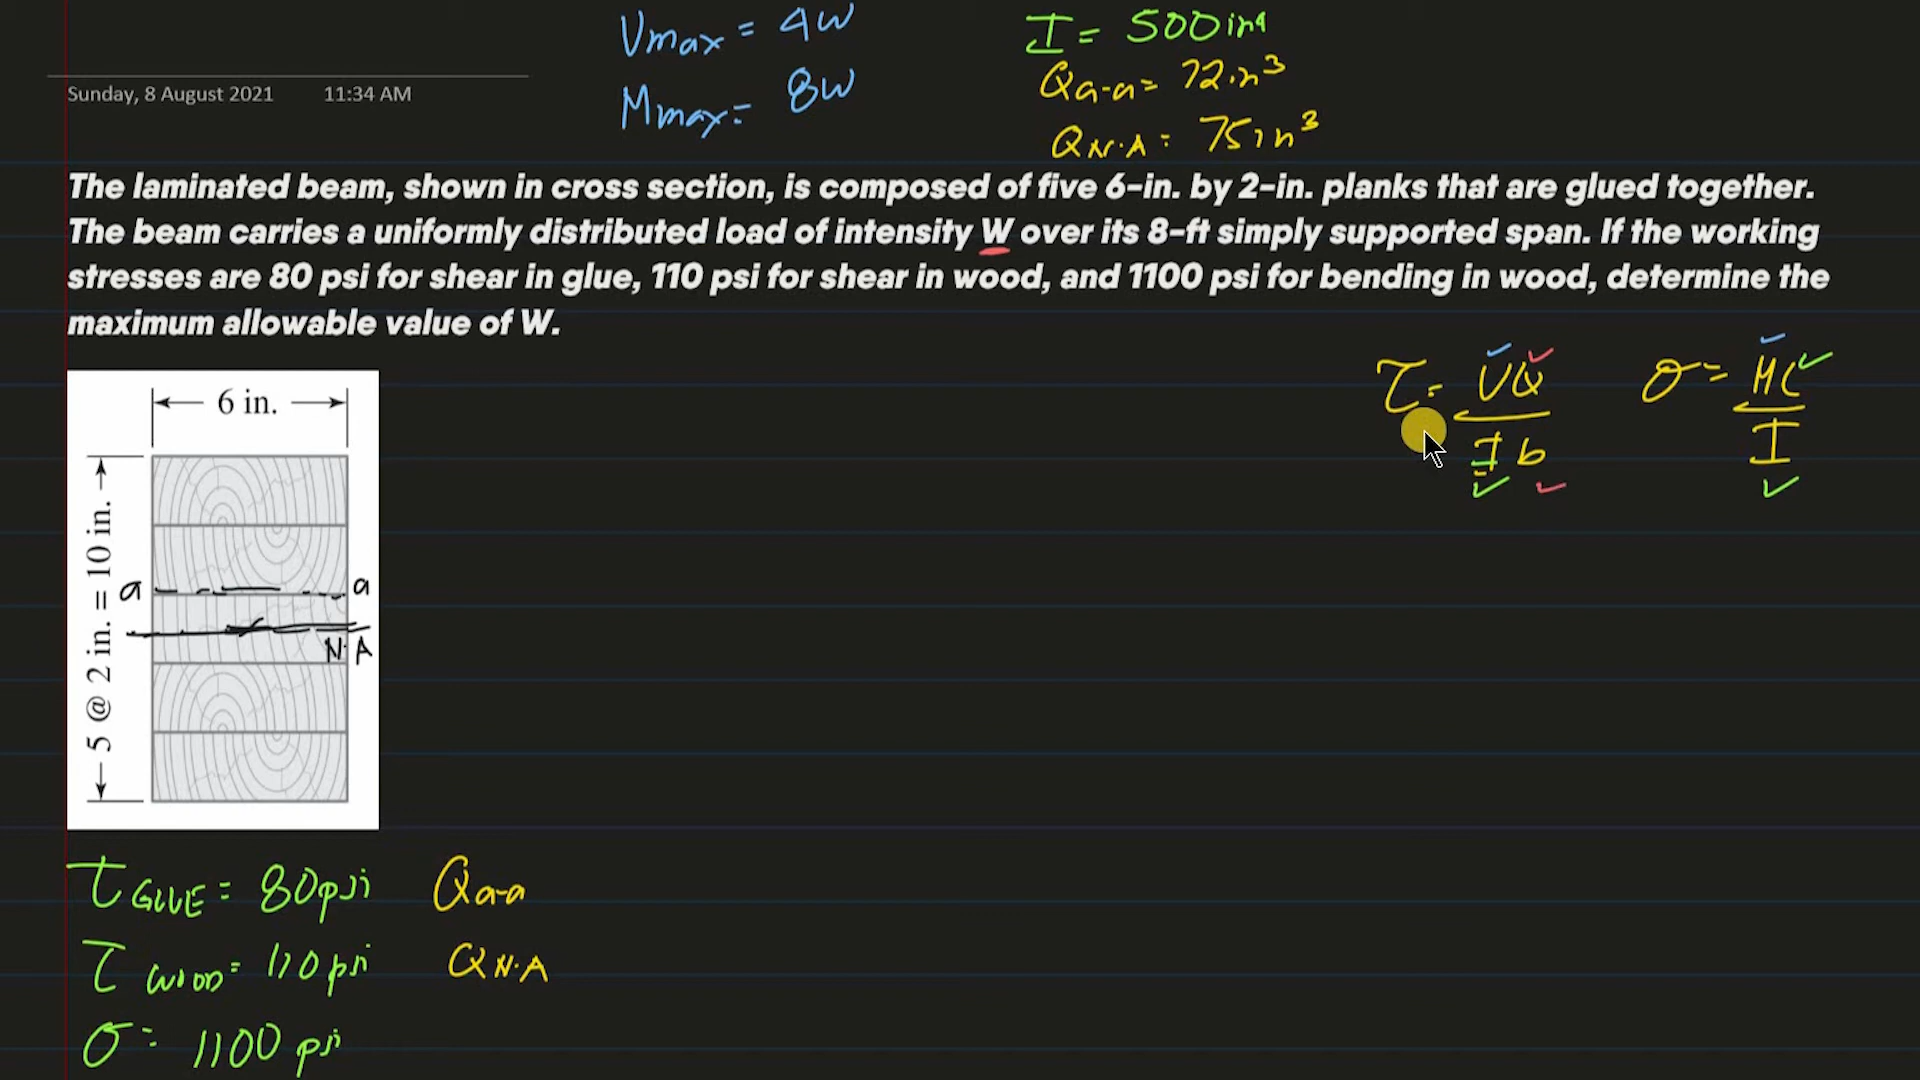 Vmax = 4W
Mmax = 8W
I = 500in⁴
Qa-a = 72in³
QN.A = 75in³
Sunday, 8 August 2021 11:34 AM
The laminated beam, shown in cross section, is composed of five 6-in. by 2-in. planks that are glued together.
The beam carries a uniformly distributed load of intensity W over its 8-ft simply supported span. If the working
stresses are 80 psi for shear in glue, 110 psi for shear in wood, and 1100 psi for bending in wood, determine the
maximum allowable value of W.
τ = VQ / Ib
σ = MC / I
6 in.
5 @ 2 in. = 10 in.
a a
N.A
τ GLUE = 80psi Qa-a
τ WOOD = 110psi QN.A
σ = 1100 psi